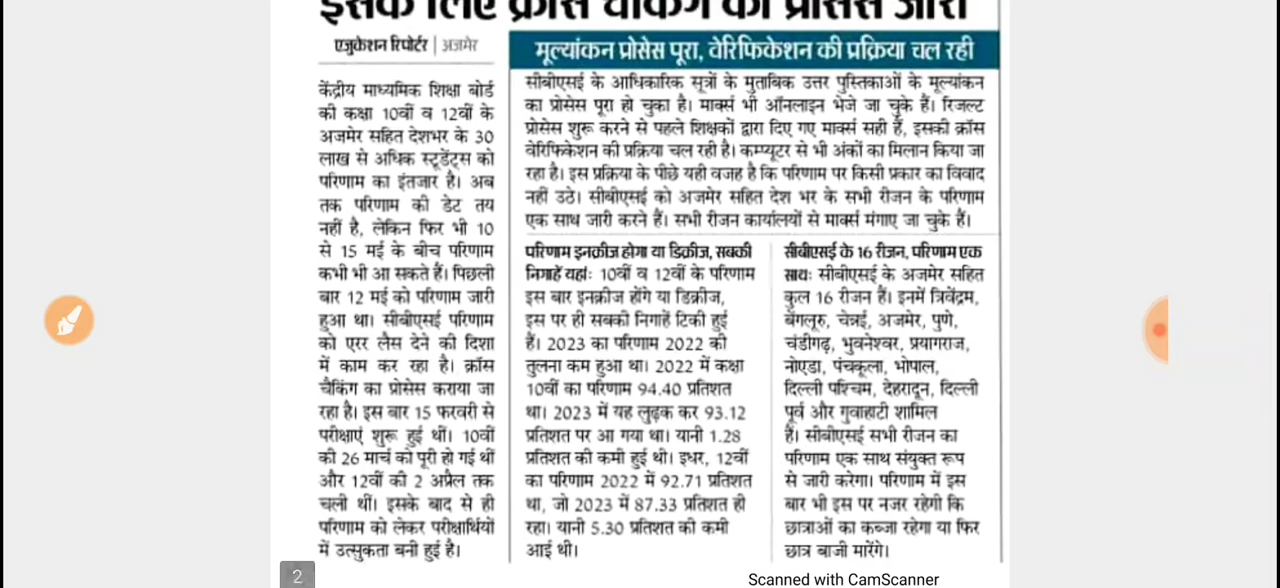 इसके लिए क्रॉस चैकिंग का प्रोसेस जारी
एजुकेशन रिपोर्टर | अजमेर
केंद्रीय माध्यमिक शिक्षा बोर्ड
की कक्षा 10वीं व 12वीं के
अजमेर सहित देशभर के 30
लाख से अधिक स्टूडेंट्स को
परिणाम का इंतजार है। अब
तक परिणाम की डेट तय
नहीं है, लेकिन फिर भी 10
से 15 मई के बीच परिणाम
कभी भी आ सकते हैं। पिछली
बार 12 मई को परिणाम जारी
हुआ था। सीबीएसई परिणाम
को एरर लैस देने की दिशा
में काम कर रहा है। क्रॉस
चैकिंग का प्रोसेस कराया जा
रहा है। इस बार 15 फरवरी से
परीक्षाएं शुरू हुई थीं। 10वीं
की 26 मार्च को पूरी हो गई थीं
और 12वीं की 2 अप्रैल तक
चली थीं। इसके बाद से ही
परिणाम को लेकर परीक्षार्थियों
में उत्सुकता बनी हुई है।
मूल्यांकन प्रोसेस पूरा, वेरिफिकेशन की प्रक्रिया चल रही
सीबीएसई के आधिकारिक सूत्रों के मुताबिक उत्तर पुस्तिकाओं के मूल्यांकन
का प्रोसेस पूरा हो चुका है। मार्क्स भी ऑनलाइन भेजे जा चुके हैं। रिजल्ट
प्रोसेस शुरू करने से पहले शिक्षकों द्वारा दिए गए मार्क्स सही हैं, इसकी क्रॉस
वेरिफिकेशन की प्रक्रिया चल रही है। कम्प्यूटर से भी अंकों का मिलान किया जा
रहा है। इस प्रक्रिया के पीछे यही वजह है कि परिणाम पर किसी प्रकार का विवाद
नहीं उठे। सीबीएसई को अजमेर सहित देश भर के सभी रीजन के परिणाम
एक साथ जारी करने हैं। सभी रीजन कार्यालयों से मार्क्स मंगाए जा चुके हैं।
परिणाम इनक्रीज होगा या डिक्रीज, सबकी
निगाहें यहां: 10वीं व 12वीं के परिणाम
इस बार इनक्रीज होंगे या डिक्रीज,
इस पर ही सबकी निगाहें टिकी हुई
हैं। 2023 का परिणाम 2022 की
तुलना कम हुआ था। 2022 में कक्षा
10वीं का परिणाम 94.40 प्रतिशत
था। 2023 में यह लुढ़क कर 93.12
प्रतिशत पर आ गया था। यानी 1.28
प्रतिशत की कमी हुई थी। इधर, 12वीं
का परिणाम 2022 में 92.71 प्रतिशत
था, जो 2023 में 87.33 प्रतिशत ही
रहा। यानी 5.30 प्रतिशत की कमी
आई थी।
सीबीएसई के 16 रीजन, परिणाम एक
साथ: सीबीएसई के अजमेर सहित
कुल 16 रीजन हैं। इनमें त्रिवेंद्रम,
बेंगलूरु, चेन्नई, अजमेर, पुणे,
चंडीगढ़, भुवनेश्वर, प्रयागराज,
नोएडा, पंचकूला, भोपाल,
दिल्ली पश्चिम, देहरादून, दिल्ली
पूर्व और गुवाहाटी शामिल
हैं। सीबीएसई सभी रीजन का
परिणाम एक साथ संयुक्त रूप
से जारी करेगा। परिणाम में इस
बार भी इस पर नजर रहेगी कि
छात्राओं का कब्जा रहेगा या फिर
छात्र बाजी मारेंगे।
2
Scanned with CamScanner